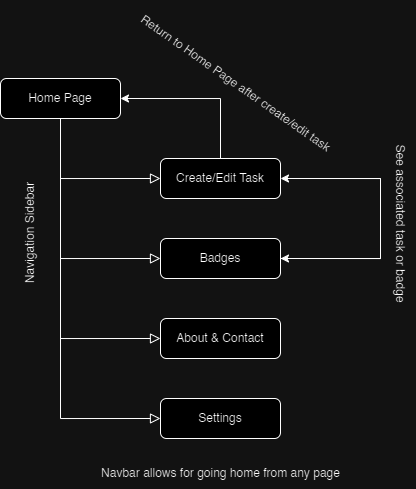 Return to Home Page after create/edit task
Home Page
Create/Edit Task
See associated task or badge
Navigation Sidebar
Badges
About & Contact
Settings
Navbar allows for going home from any page